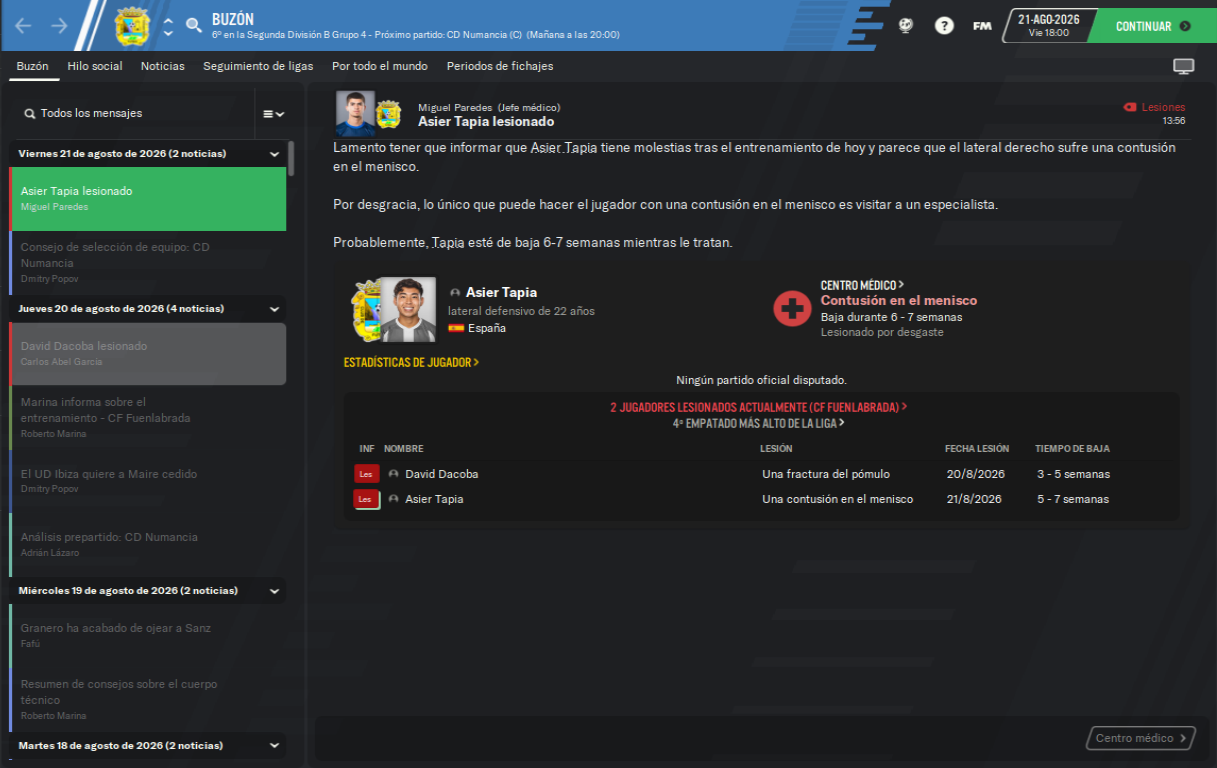 BUZÓN
6º en la Segunda División B Grupo 4 - Próximo partido: CD Numancia (C) (Mañana a las 20:00)
?
FM
21-AGO-2026
Vie 18:00
CONTINUAR
Buzón Hilo social Noticias Seguimiento de ligas Por todo el mundo Periodos de fichajes
Todos los mensajes
Viernes 21 de agosto de 2026 (2 noticias)
Asier Tapia lesionado
Miguel Paredes
Consejo de selección de equipo: CD
Numancia
Dmitry Popov
Jueves 20 de agosto de 2026 (4 noticias)
David Dacoba lesionado
Carlos Abel García
Marina informa sobre el
entrenamiento - CF Fuenlabrada
Roberto Marina
El UD Ibiza quiere a Maire cedido
Dmitry Popov
Análisis prepartido: CD Numancia
Adrián Lázaro
Miércoles 19 de agosto de 2026 (2 noticias)
Granero ha acabado de ojear a Sanz
Fafú
Resumen de consejos sobre el cuerpo
técnico
Roberto Marina
Martes 18 de agosto de 2026 (2 noticias)
Miguel Paredes (Jefe médico)
Asier Tapia lesionado
Lesiones
13:56
Lamento tener que informar que Asier Tapia tiene molestias tras el entrenamiento de hoy y parece que el lateral derecho sufre una contusión
en el menisco.
Por desgracia, lo único que puede hacer el jugador con una contusión en el menisco es visitar a un especialista.
Probablemente, Tapia esté de baja 6-7 semanas mientras le tratan.
Asier Tapia
lateral defensivo de 22 años
España
CENTRO MÉDICO >
Contusión en el menisco
Baja durante 6 - 7 semanas
Lesionado por desgaste
ESTADÍSTICAS DE JUGADOR >
Ningún partido oficial disputado.
2 JUGADORES LESIONADOS ACTUALMENTE (CF FUENLABRADA) >
4º EMPATADO MÁS ALTO DE LA LIGA >
INF NOMBRE LESIÓN FECHA LESIÓN TIEMPO DE BAJA
Les David Dacoba Una fractura del pómulo 20/8/2026 3 - 5 semanas
Les Asier Tapia Una contusión en el menisco 21/8/2026 5 - 7 semanas
Centro médico >